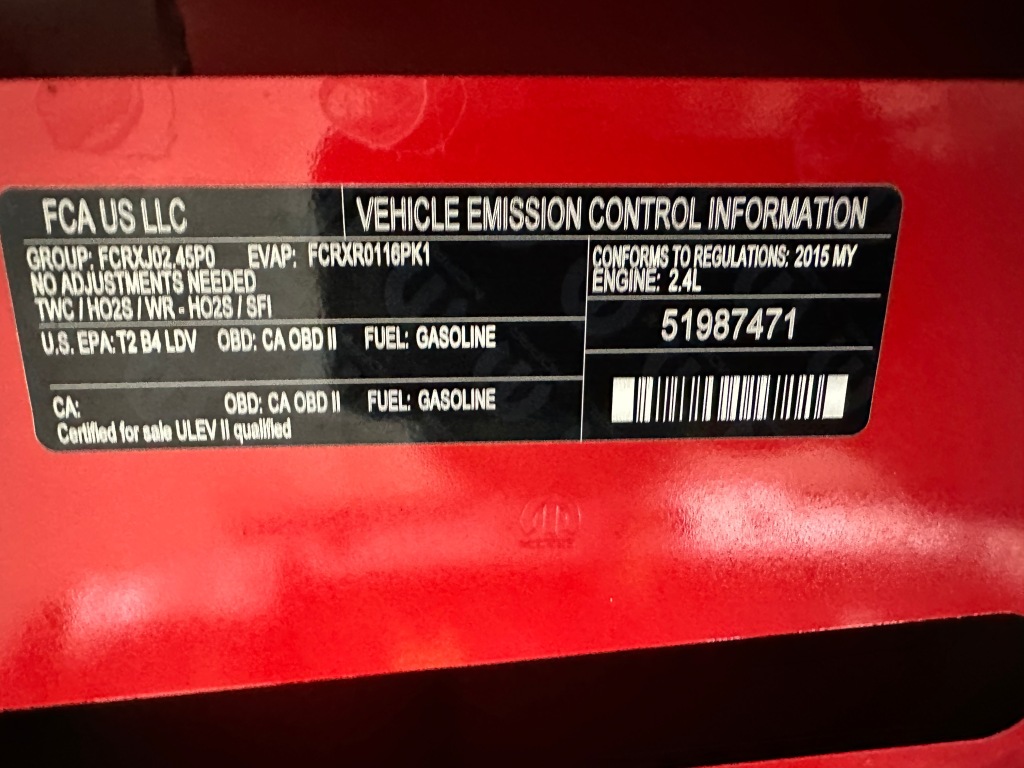 FCA US LLC VEHICLE EMISSION CONTROL INFORMATION
GROUP: FCRXJ02.45P0 EVAP: FCRXR0116PK1
NO ADJUSTMENTS NEEDED
TWC / HO2S / WR - HO2S / SFI
U.S. EPA: T2 B4 LDV OBD: CA OBD II FUEL: GASOLINE
CA: OBD: CA OBD II FUEL: GASOLINE
Certified for sale ULEV II qualified
CONFORMS TO REGULATIONS: 2015 MY
ENGINE: 2.4L
51987471